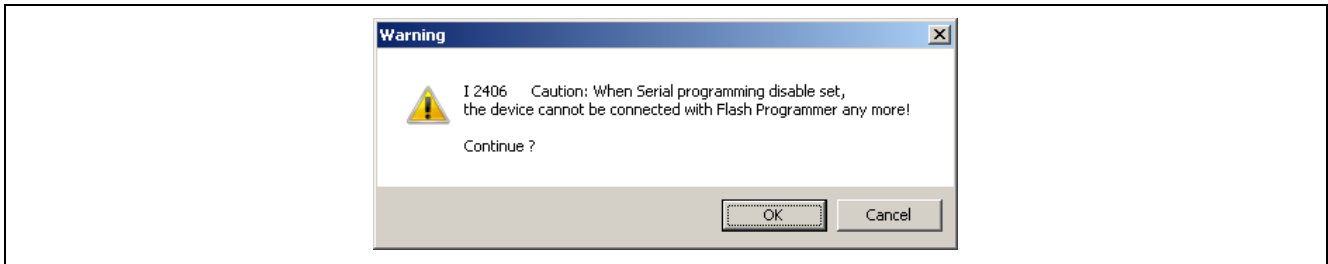 Warning
I 2406 Caution: When Serial programming disable set,
the device cannot be connected with Flash Programmer any more!
Continue ?
OK Cancel